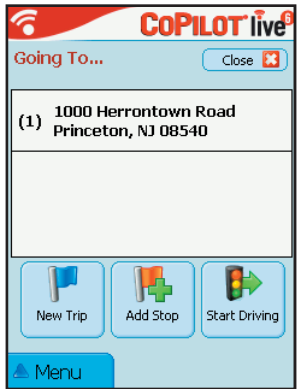 CoPILOT live 6
Going To...
Close
(1) 1000 Herrontown Road
Princeton, NJ 08540
New Trip
Add Stop
Start Driving
Menu